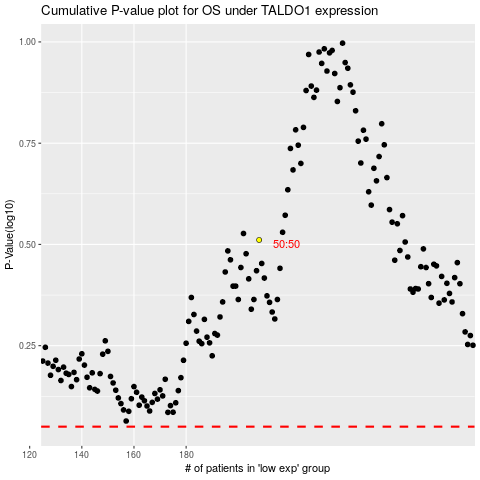 Cumulative P-value plot for OS under TALDO1 expression
P-Value(log10)
1.00
0.75
0.50
0.25
50:50
120 140 160 180
# of patients in 'low exp' group